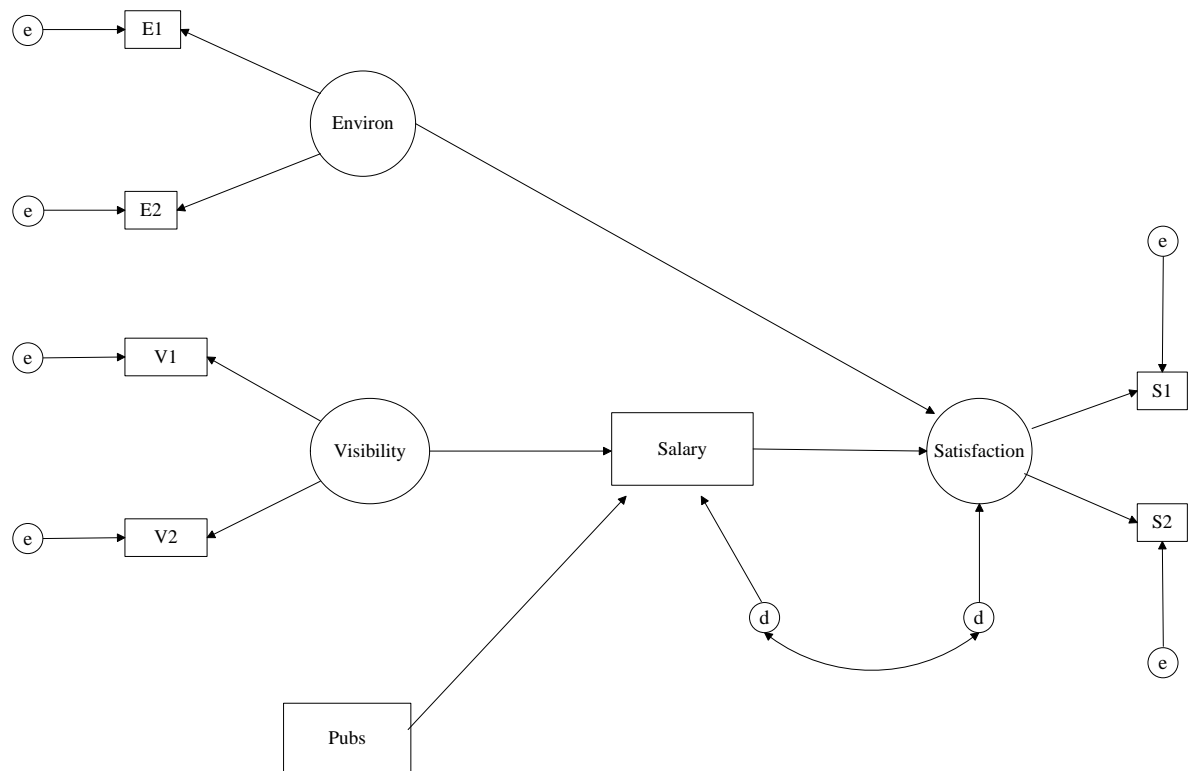 e
E1
Environ
e
E2
e
e
V1
S1
Visibility
Salary
Satisfaction
e
V2
S2
d
d
e
Pubs